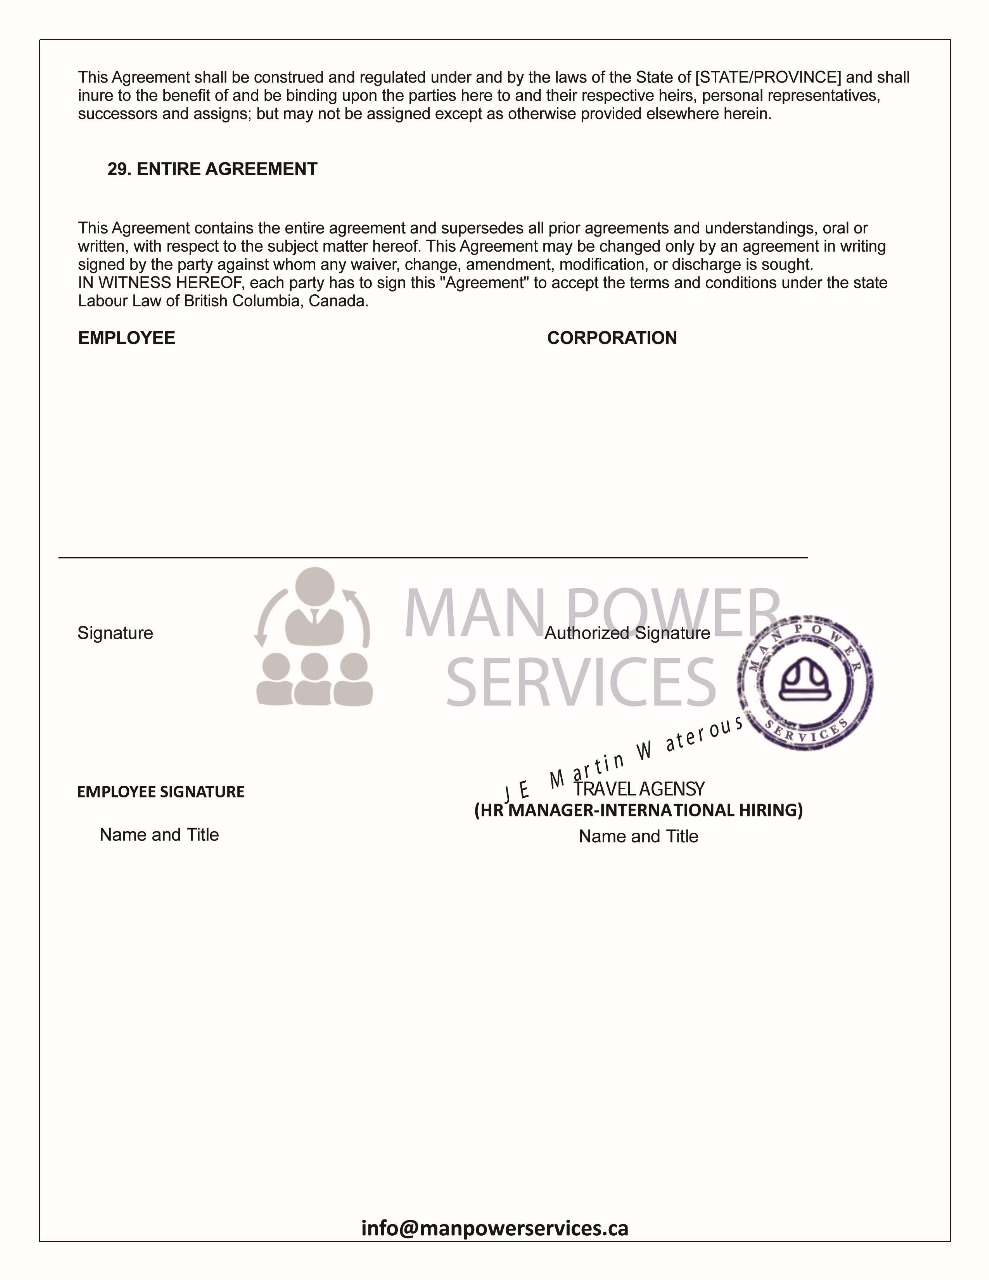 This Agreement shall be construed and regulated under and by the laws of the State of [STATE/PROVINCE] and shall
inure to the benefit of and be binding upon the parties here to and their respective heirs, personal representatives,
successors and assigns; but may not be assigned except as otherwise provided elsewhere herein.
29. ENTIRE AGREEMENT
This Agreement contains the entire agreement and supersedes all prior agreements and understandings, oral or
written, with respect to the subject matter hereof. This Agreement may be changed only by an agreement in writing
signed by the party against whom any waiver, change, amendment, modification, or discharge is sought.
IN WITNESS HEREOF, each party has to sign this "Agreement" to accept the terms and conditions under the state
Labour Law of British Columbia, Canada.
EMPLOYEE CORPORATION
MAN POWER
SERVICES
Signature Authorized Signature
MAN POWER
SERVICES
J E Martin Waterous
EMPLOYEE SIGNATURE TRAVEL AGENSY
(HR MANAGER-INTERNATIONAL HIRING)
Name and Title Name and Title
info@manpowerservices.ca